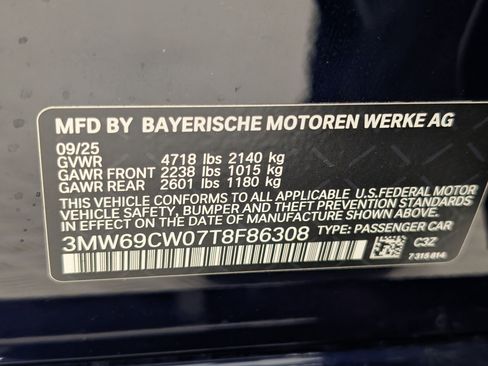 MFD BY BAYERISCHE MOTOREN WERKE AG
09/25
GVWR 4718 lbs 2140 kg
GAWR FRONT 2238 lbs 1015 kg
GAWR REAR 2601 lbs 1180 kg
THIS VEHICLE CONFORMS TO ALL APPLICABLE U.S.FEDERAL MOTOR
VEHICLE SAFETY, BUMPER, AND THEFT PREVENTION STANDARDS
IN EFFECT ON THE DATE OF MANUFACTURE SHOWN ABOVE.
3MW69CW07T8F86308 TYPE: PASSENGER CAR
C3Z
7 315 814